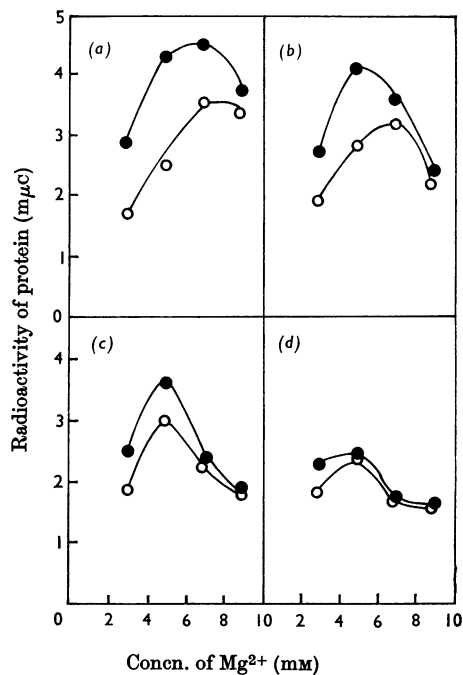 5
(a)
(b)
4
3
2
1
0
Radioactivity of protein (mμC)
(c)
(d)
4
3
2
1
0 2 4 6 8 10 2 4 6 8 10
Concn. of Mg2+ (mM)